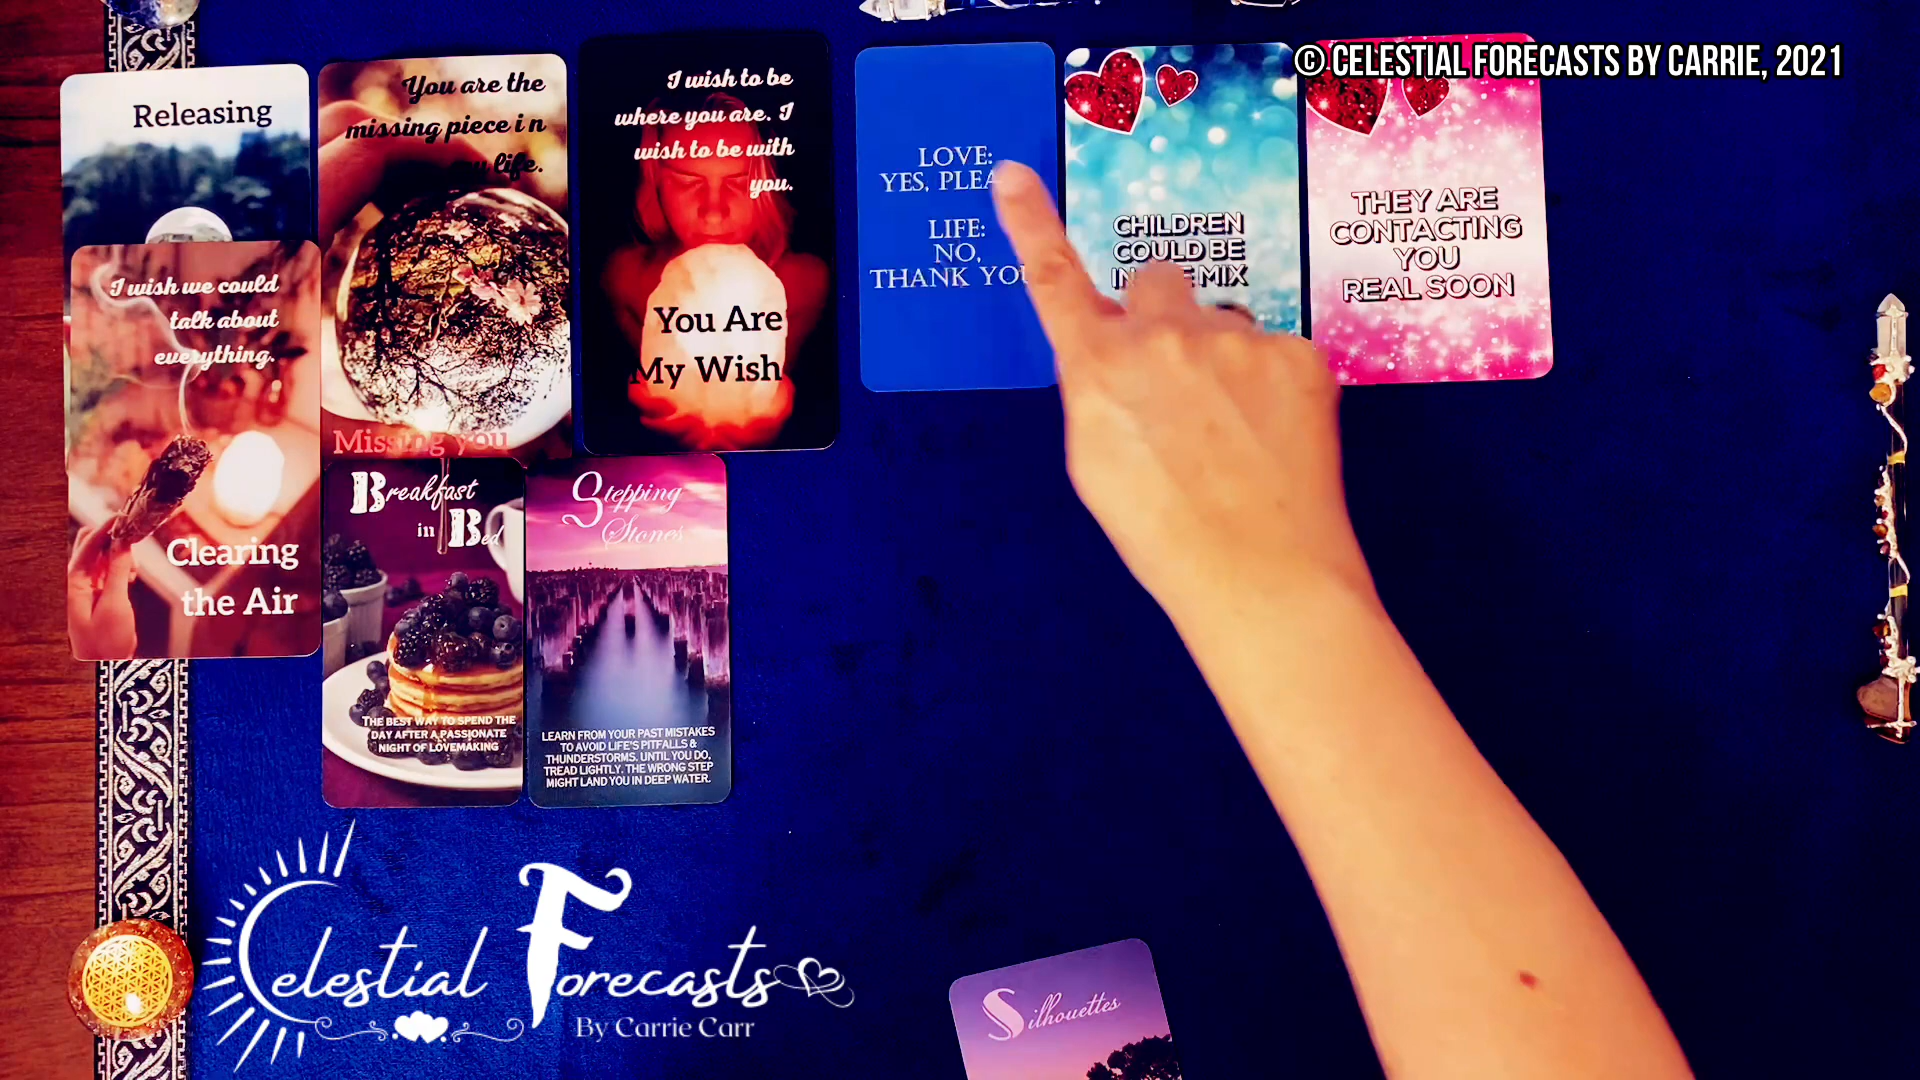 © CELESTIAL FORECASTS BY CARRIE, 2021
Releasing
I wish we could
talk about
everything.
Clearing
the Air
You are the
missing piece i n
my life.
Missing you
I wish to be
where you are. I
wish to be with
you.
You Are
My Wish
LOVE:
YES,
LIFE:
NO,
THANK
CHILDREN
COULD BE
MIX
THEY ARE
CONTACTING
YOU
REAL SOON
Breakfast
in Bed
THE BEST WAY TO SPEND THE
DAY AFTER A PASSIONATE
NIGHT OF LOVEMAKING
Stepping
Stones
LEARN FROM YOUR PAST MISTAKES
TO AVOID LIFE'S PITFALLS &
THUNDERSTORMS. UNTIL YOU DO,
TREAD LIGHTLY. THE WRONG STEP
MIGHT LAND YOU IN DEEP WATER.
Silhouettes
Celestial Forecasts
By Carrie Carr